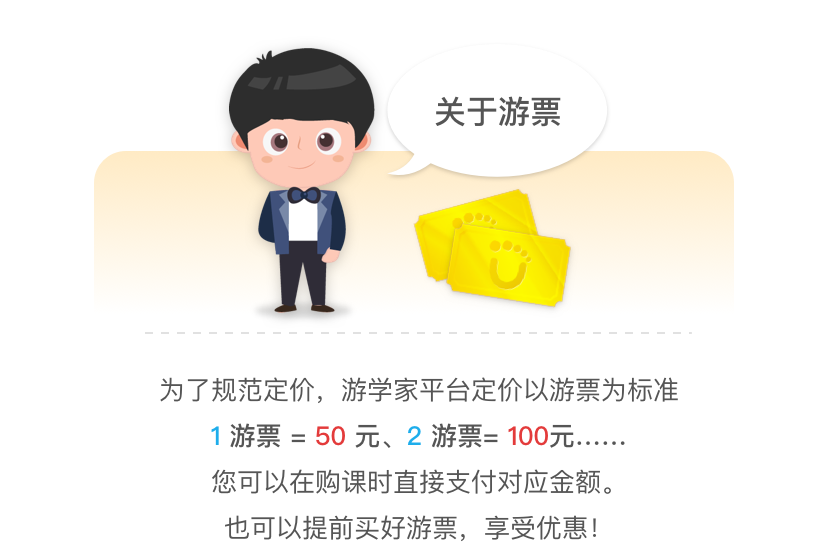 关于游票
为了规范定价，游学家平台定价以游票为标准
1 游票 = 50 元、2 游票= 100元……
您可以在购课时直接支付对应金额。
也可以提前买好游票，享受优惠！